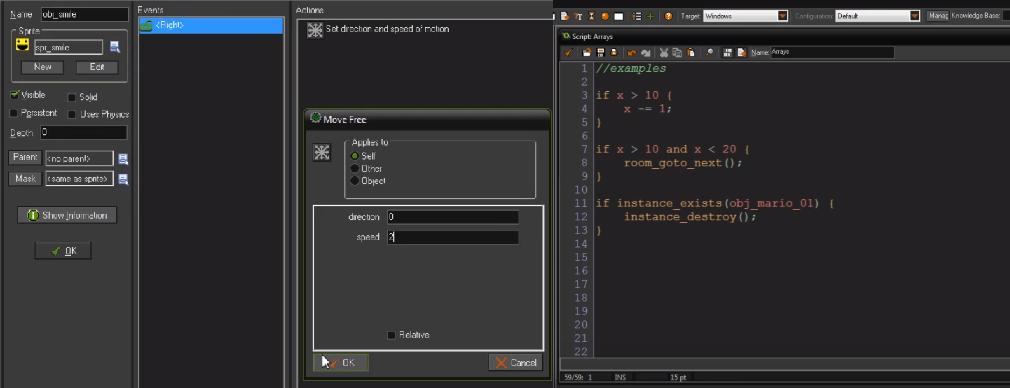 Name obj_smile
Sprite
spr_smile
New Edit
Visible Solid
Persistent Uses Physics
Depth 0
Parent <no parent>
Mask <same as sprite>
Show Information
OK
Events
<Right>
Actions
Set direction and speed of motion
Move Free
Applies to
Self
Other
Object
direction 0
speed 2
Relative
OK Cancel
Target: Windows Configuration: Default Manag Knowledge Base:
Script: Arrays
Name: Arrays
1 //examples
2
3 if x > 10 {
4 x -= 1;
5 }
6
7 if x > 10 and x < 20 {
8 room_goto_next();
9 }
10
11 if instance_exists(obj_mario_01) {
12 instance_destroy();
13 }
14
15
16
17
18
19
20
21
22
59/59: 1 INS 15 pt